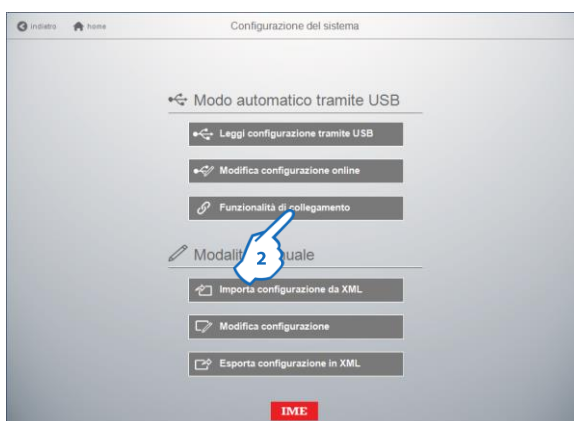 indietro home Configurazione del sistema
Modo automatico tramite USB
Leggi configurazione tramite USB
Modifica configurazione online
Funzionalità di collegamento
2
Importa configurazione da XML
Modifica configurazione
Esporta configurazione in XML
IME